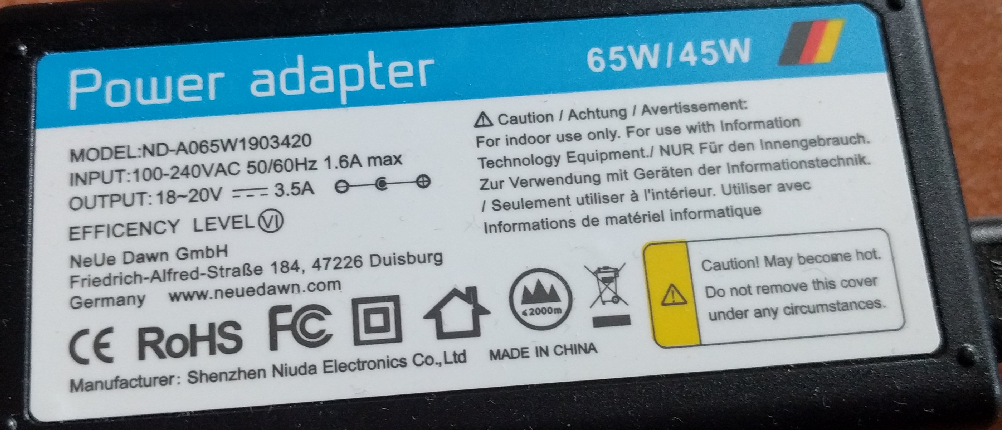 Power adapter
65W/45W
MODEL:ND-A065W1903420
INPUT:100-240VAC 50/60Hz 1.6A max
OUTPUT:18~20V ⎓ 3.5A
EFFICENCY LEVEL VI
NeUe Dawn GmbH
Friedrich-Alfred-Straße 184, 47226 Duisburg
Germany www.neuedawn.com
Caution / Achtung / Avertissement:
For indoor use only. For use with Information
Technology Equipment./ NUR Für den Innengebrauch.
Zur Verwendung mit Geräten der Informationstechnik.
/ Seulement utiliser à l'intérieur. Utiliser avec
Informations de matériel informatique
CE RoHS FC
≤2000m
Caution! May become hot.
Do not remove this cover
under any circumstances.
Manufacturer: Shenzhen Niuda Electronics Co.,Ltd MADE IN CHINA